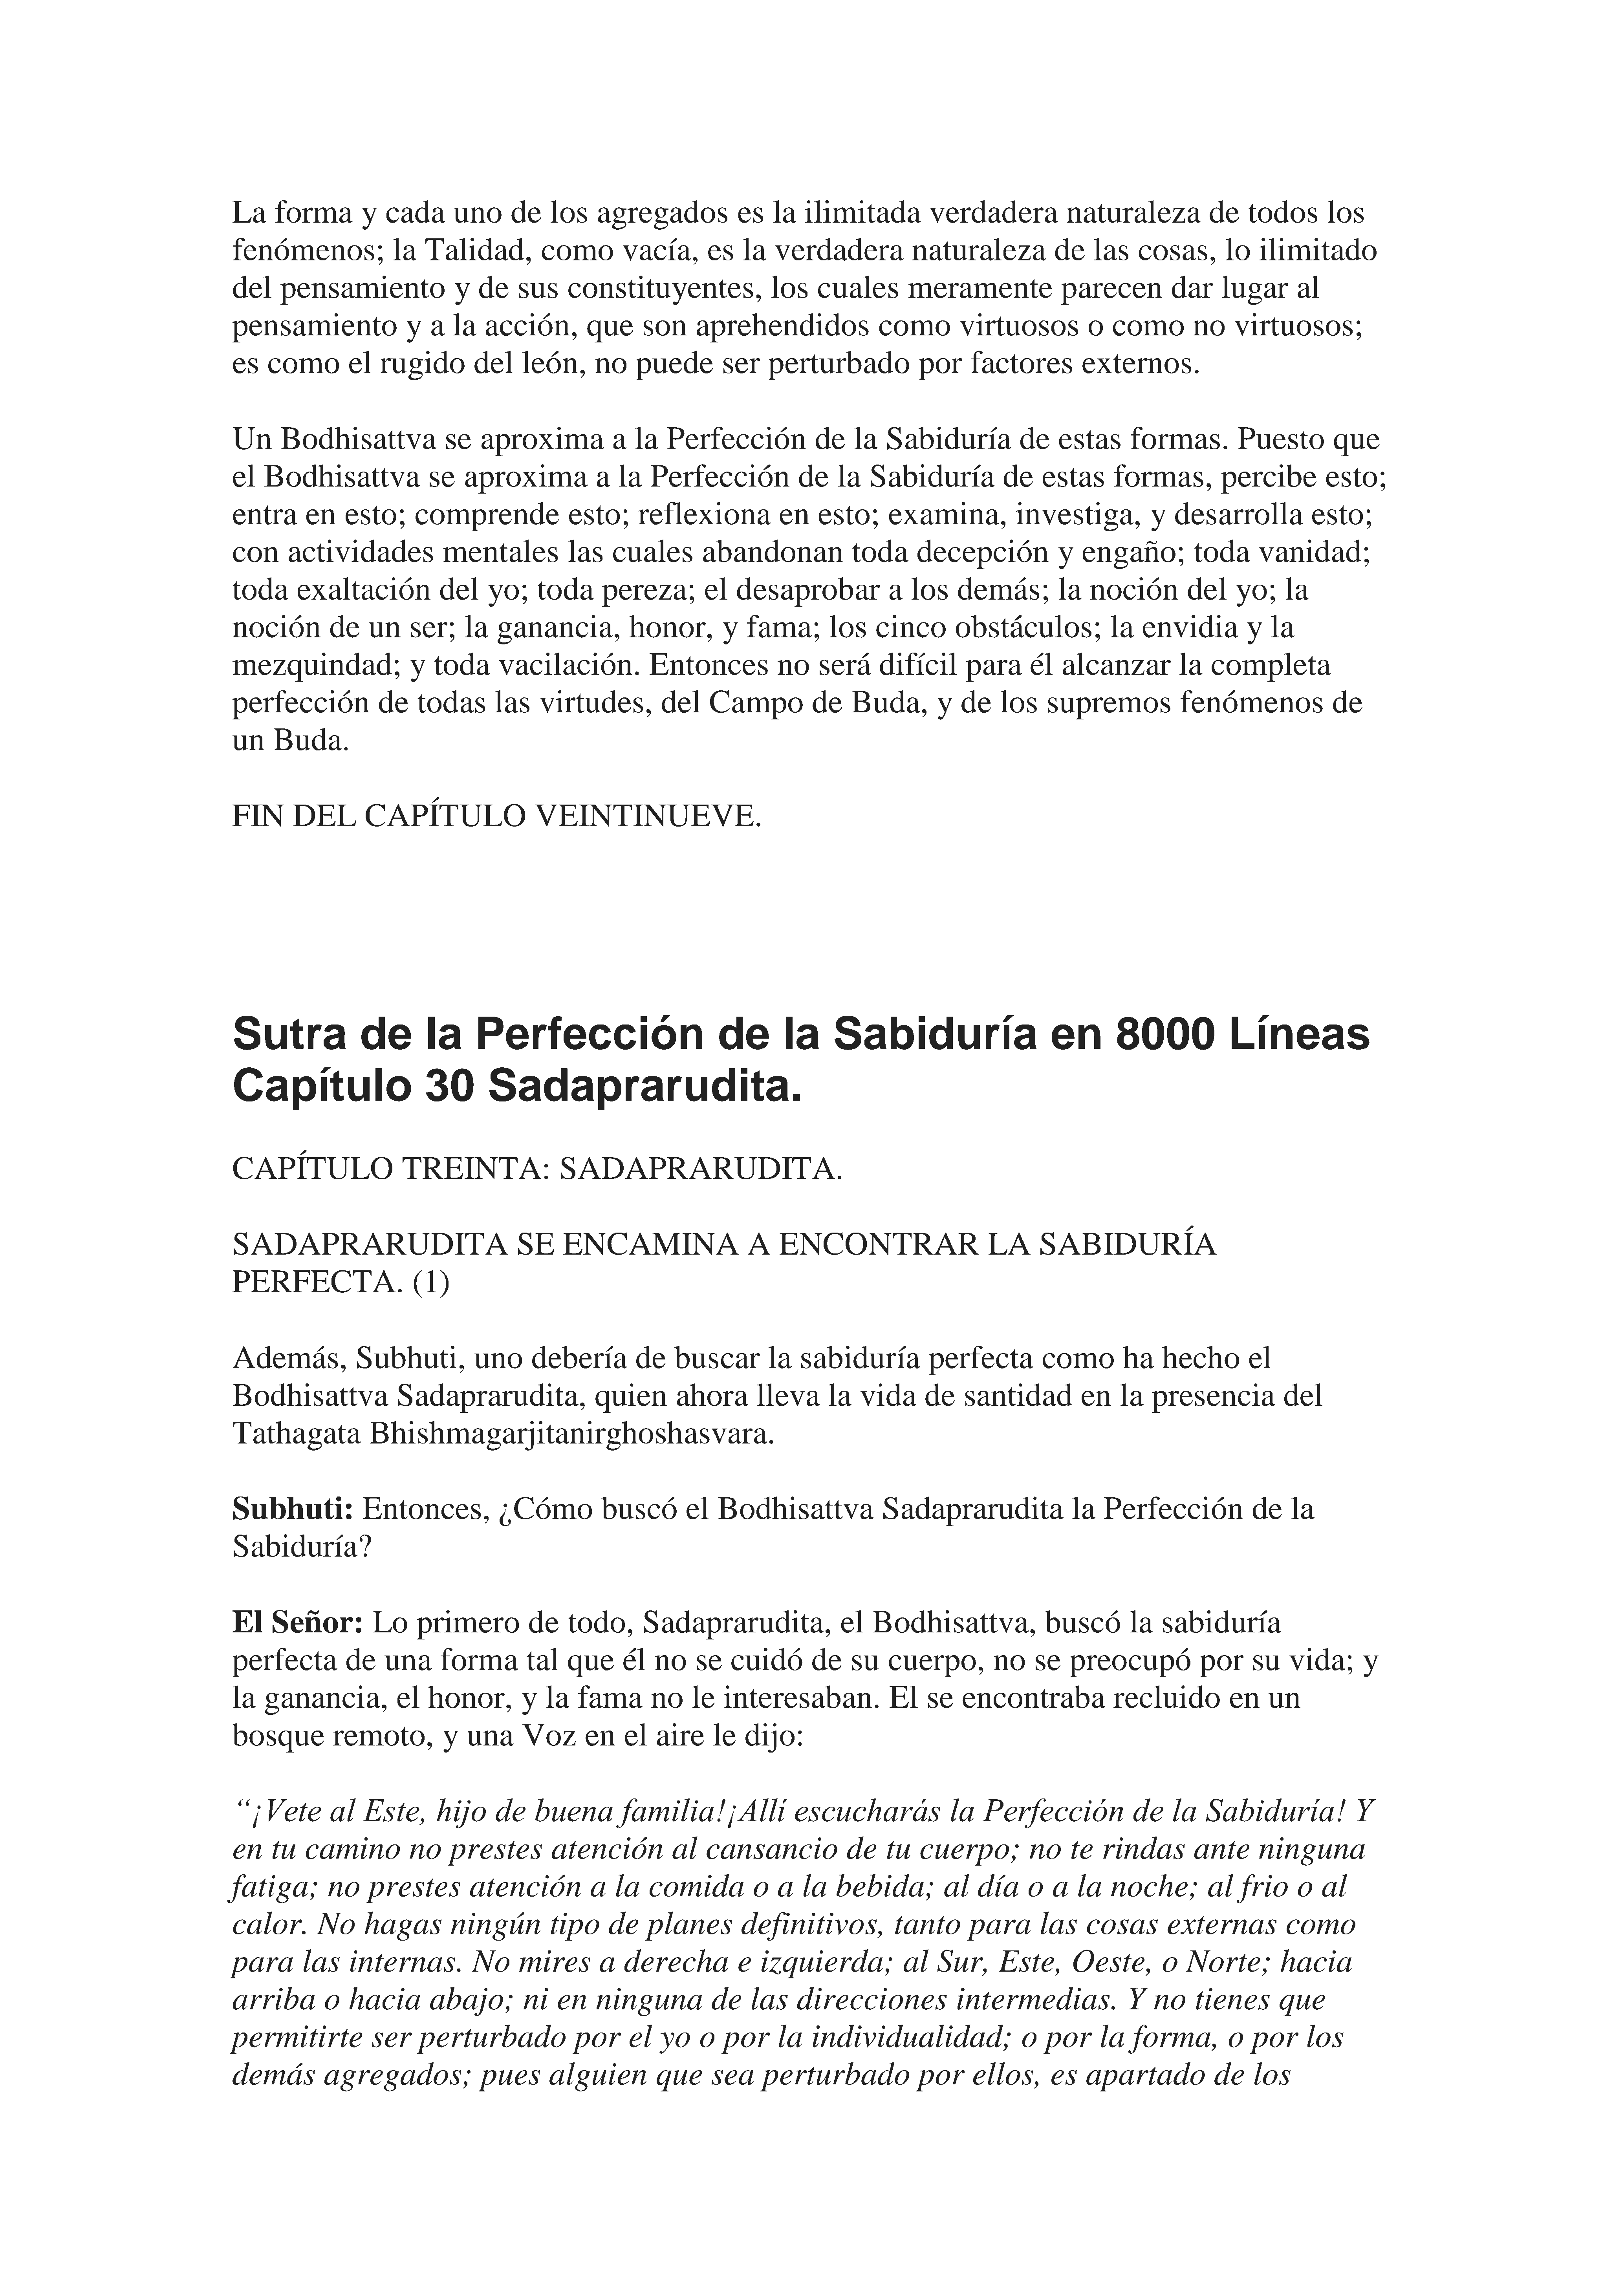 La forma y cada uno de los agregados es la ilimitada verdadera naturaleza de todos los
fenómenos; la Talidad, como vacía, es la verdadera naturaleza de las cosas, lo ilimitado
del pensamiento y de sus constituyentes, los cuales meramente parecen dar lugar al
pensamiento y a la acción, que son aprehendidos como virtuosos o como no virtuosos;
es como el rugido del león, no puede ser perturbado por factores externos.
Un Bodhisattva se aproxima a la Perfección de la Sabiduría de estas formas. Puesto que
el Bodhisattva se aproxima a la Perfección de la Sabiduría de estas formas, percibe esto;
entra en esto; comprende esto; reflexiona en esto; examina, investiga, y desarrolla esto;
con actividades mentales las cuales abandonan toda decepción y engaño; toda vanidad;
toda exaltación del yo; toda pereza; el desaprobar a los demás; la noción del yo; la
noción de un ser; la ganancia, honor, y fama; los cinco obstáculos; la envidia y la
mezquindad; y toda vacilación. Entonces no será difícil para él alcanzar la completa
perfección de todas las virtudes, del Campo de Buda, y de los supremos fenómenos de
un Buda.
FIN DEL CAPÍTULO VEINTINUEVE.
Sutra de la Perfección de la Sabiduría en 8000 Líneas
Capítulo 30 Sadaprarudita.
CAPÍTULO TREINTA: SADAPRARUDITA.
SADAPRARUDITA SE ENCAMINA A ENCONTRAR LA SABIDURÍA
PERFECTA. (1)
Además, Subhuti, uno debería de buscar la sabiduría perfecta como ha hecho el
Bodhisattva Sadaprarudita, quien ahora lleva la vida de santidad en la presencia del
Tathagata Bhishmagarjitanirghoshasvara.
Subhuti: Entonces, ¿Cómo buscó el Bodhisattva Sadaprarudita la Perfección de la
Sabiduría?
El Señor: Lo primero de todo, Sadaprarudita, el Bodhisattva, buscó la sabiduría
perfecta de una forma tal que él no se cuidó de su cuerpo, no se preocupó por su vida; y
la ganancia, el honor, y la fama no le interesaban. El se encontraba recluido en un
bosque remoto, y una Voz en el aire le dijo:
“¡Vete al Este, hijo de buena familia!¡Allí escucharás la Perfección de la Sabiduría! Y
en tu camino no prestes atención al cansancio de tu cuerpo; no te rindas ante ninguna
fatiga; no prestes atención a la comida o a la bebida; al día o a la noche; al frio o al
calor. No hagas ningún tipo de planes definitivos, tanto para las cosas externas como
para las internas. No mires a derecha e izquierda; al Sur, Este, Oeste, o Norte; hacia
arriba o hacia abajo; ni en ninguna de las direcciones intermedias. Y no tienes que
permitirte ser perturbado por el yo o por la individualidad; o por la forma, o por los
demás agregados; pues alguien que sea perturbado por ellos, es apartado de los